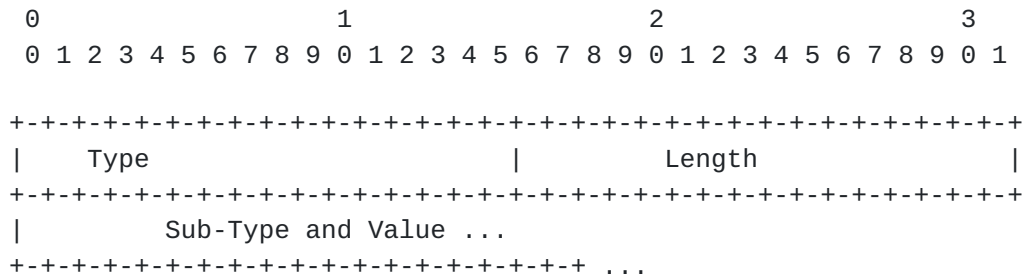 0                   1                   2                   3
 0 1 2 3 4 5 6 7 8 9 0 1 2 3 4 5 6 7 8 9 0 1 2 3 4 5 6 7 8 9 0 1
+-+-+-+-+-+-+-+-+-+-+-+-+-+-+-+-+-+-+-+-+-+-+-+-+-+-+-+-+-+-+-+-+
|    Type                       |         Length                |
+-+-+-+-+-+-+-+-+-+-+-+-+-+-+-+-+-+-+-+-+-+-+-+-+-+-+-+-+-+-+-+-+
|         Sub-Type and Value ...
+-+-+-+-+-+-+-+-+-+-+-+-+-+-+-+-+-+-+ ...